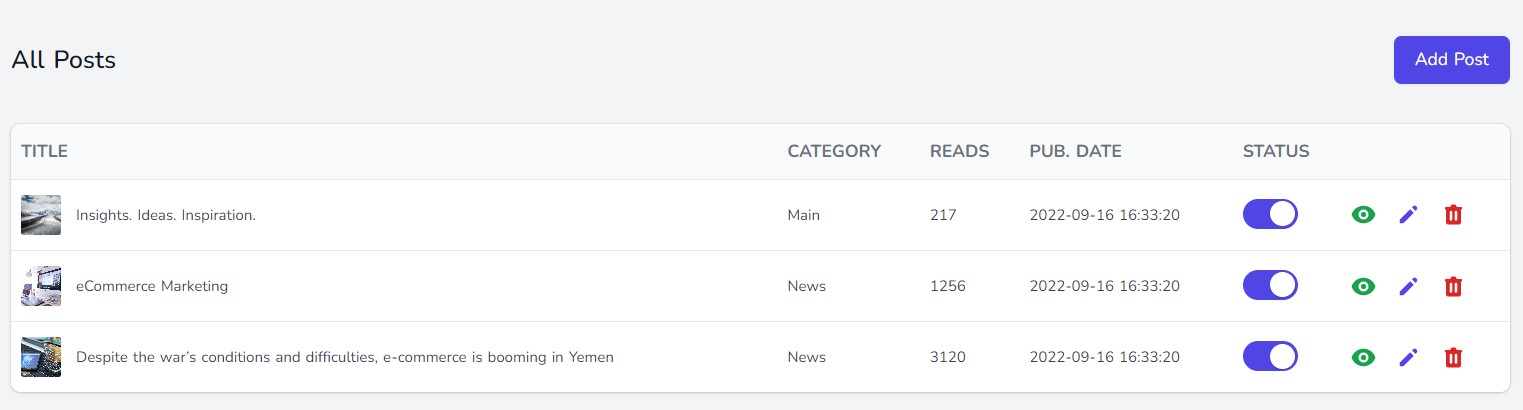 All Posts
Add Post
TITLE CATEGORY READS PUB. DATE STATUS
Insights. Ideas. Inspiration. Main 217 2022-09-16 16:33:20
eCommerce Marketing News 1256 2022-09-16 16:33:20
Despite the war’s conditions and difficulties, e-commerce is booming in Yemen News 3120 2022-09-16 16:33:20